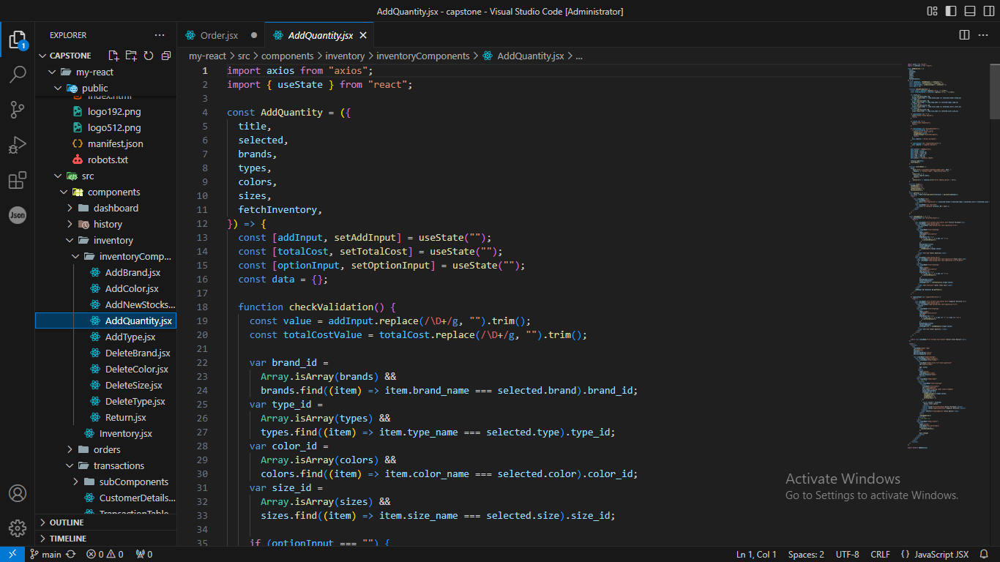 AddQuantity.jsx - capstone - Visual Studio Code [Administrator]
EXPLORER
Order.jsx
AddQuantity.jsx
1
CAPSTONE
my-react > src > components > inventory > inventoryComponents > AddQuantity.jsx > ...
my-react
public
index.html
logo192.png
logo512.png
manifest.json
robots.txt
src
components
dashboard
history
inventory
inventoryComp...
AddBrand.jsx
AddColor.jsx
AddNewStocks...
AddQuantity.jsx
AddType.jsx
DeleteBrand.jsx
DeleteColor.jsx
DeleteSize.jsx
DeleteType.jsx
Return.jsx
Inventory.jsx
orders
transactions
subComponents
CustomerDetails...
TransactionTable
OUTLINE
TIMELINE
Json
1 import axios from "axios";
2 import { useState } from "react";
3
4 const AddQuantity = ({
5 title,
6 selected,
7 brands,
8 types,
9 colors,
10 sizes,
11 fetchInventory,
12 }) => {
13 const [addInput, setAddInput] = useState("");
14 const [totalCost, setTotalCost] = useState("");
15 const [optionInput, setOptionInput] = useState("");
16 const data = {};
17
18 function checkValidation() {
19 const value = addInput.replace(/\D+/g, "").trim();
20 const totalCostValue = totalCost.replace(/\D+/g, "").trim();
21
22 var brand_id =
23 Array.isArray(brands) &&
24 brands.find((item) => item.brand_name === selected.brand).brand_id;
25 var type_id =
26 Array.isArray(types) &&
27 types.find((item) => item.type_name === selected.type).type_id;
28 var color_id =
29 Array.isArray(colors) &&
30 colors.find((item) => item.color_name === selected.color).color_id;
31 var size_id =
32 Array.isArray(sizes) &&
33 sizes.find((item) => item.size_name === selected.size).size_id;
34
35 if (optionInput === "") {
Activate Windows
Go to Settings to activate Windows.
main
0
0
0
Ln 1, Col 1
Spaces: 2
UTF-8
CRLF
{ } JavaScript JSX